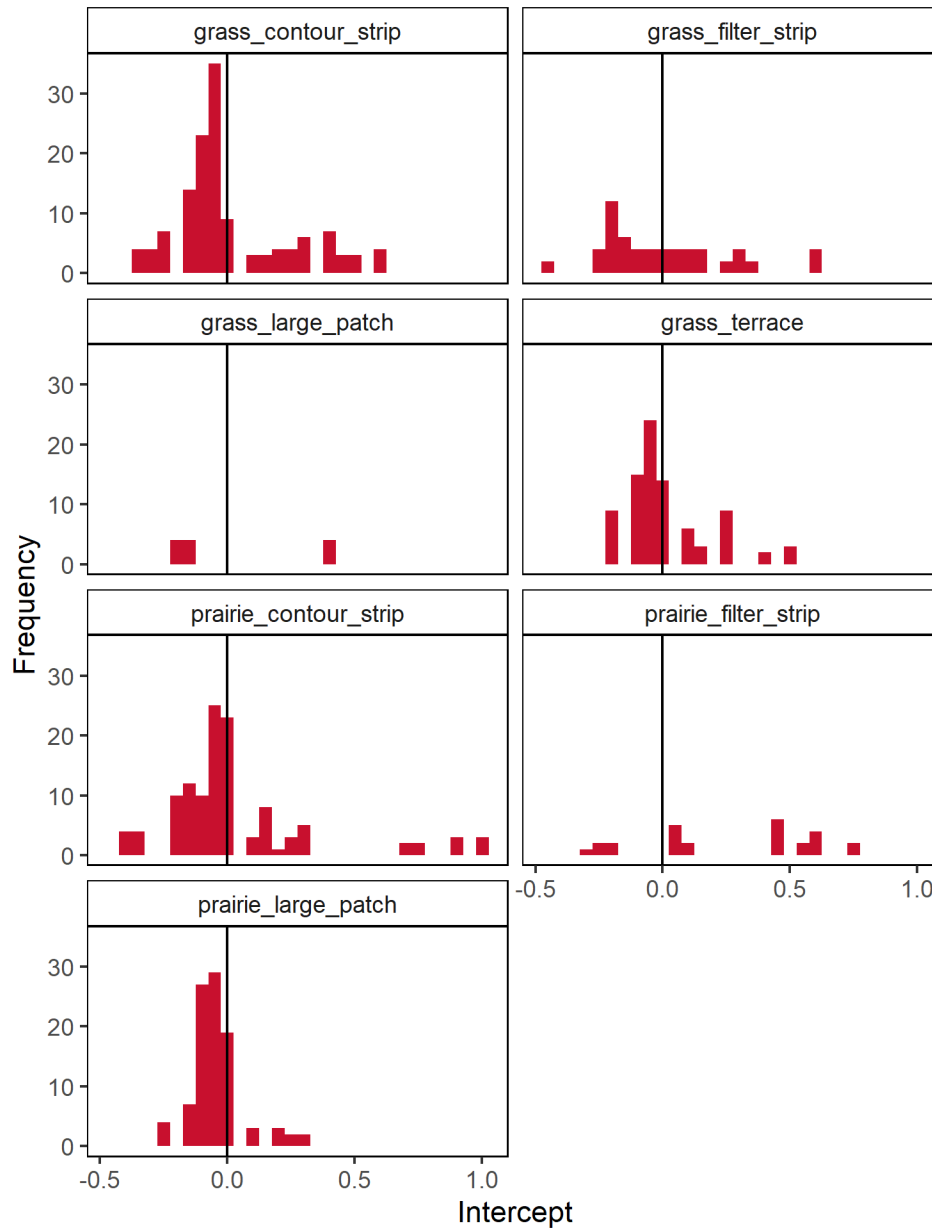 grass_contour_strip
grass_filter_strip
30
20
10
0
grass_large_patch
grass_terrace
30
20
10
0
prairie_contour_strip
prairie_filter_strip
30
20
10
0
-0.5 0.0 0.5 1.0
prairie_large_patch
30
20
10
0
-0.5 0.0 0.5 1.0
Frequency
Intercept